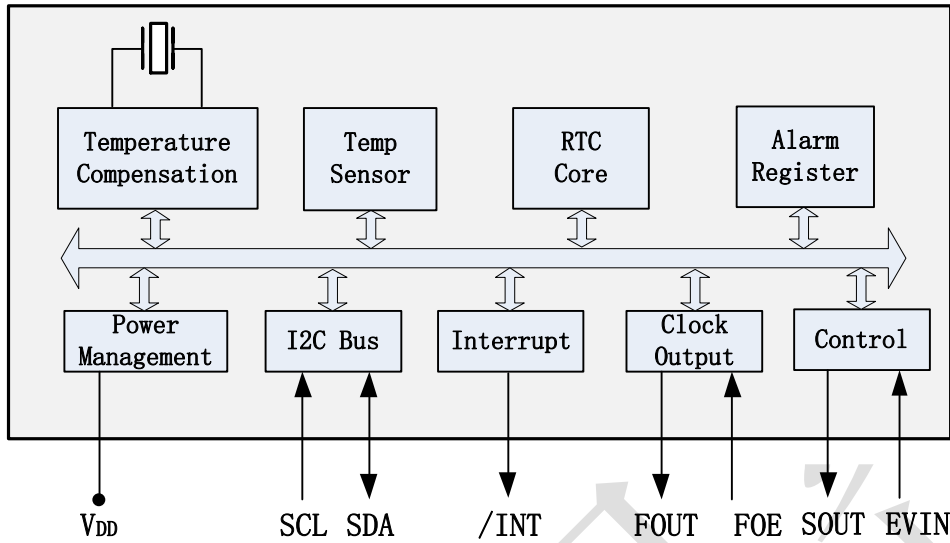 Temperature
Compensation
Temp
Sensor
RTC
Core
Alarm
Register
Power
Management
I2C Bus
Interrupt
Clock
Output
Control
VDD
SCL SDA
/INT
FOUT
FOE
SOUT
EVIN